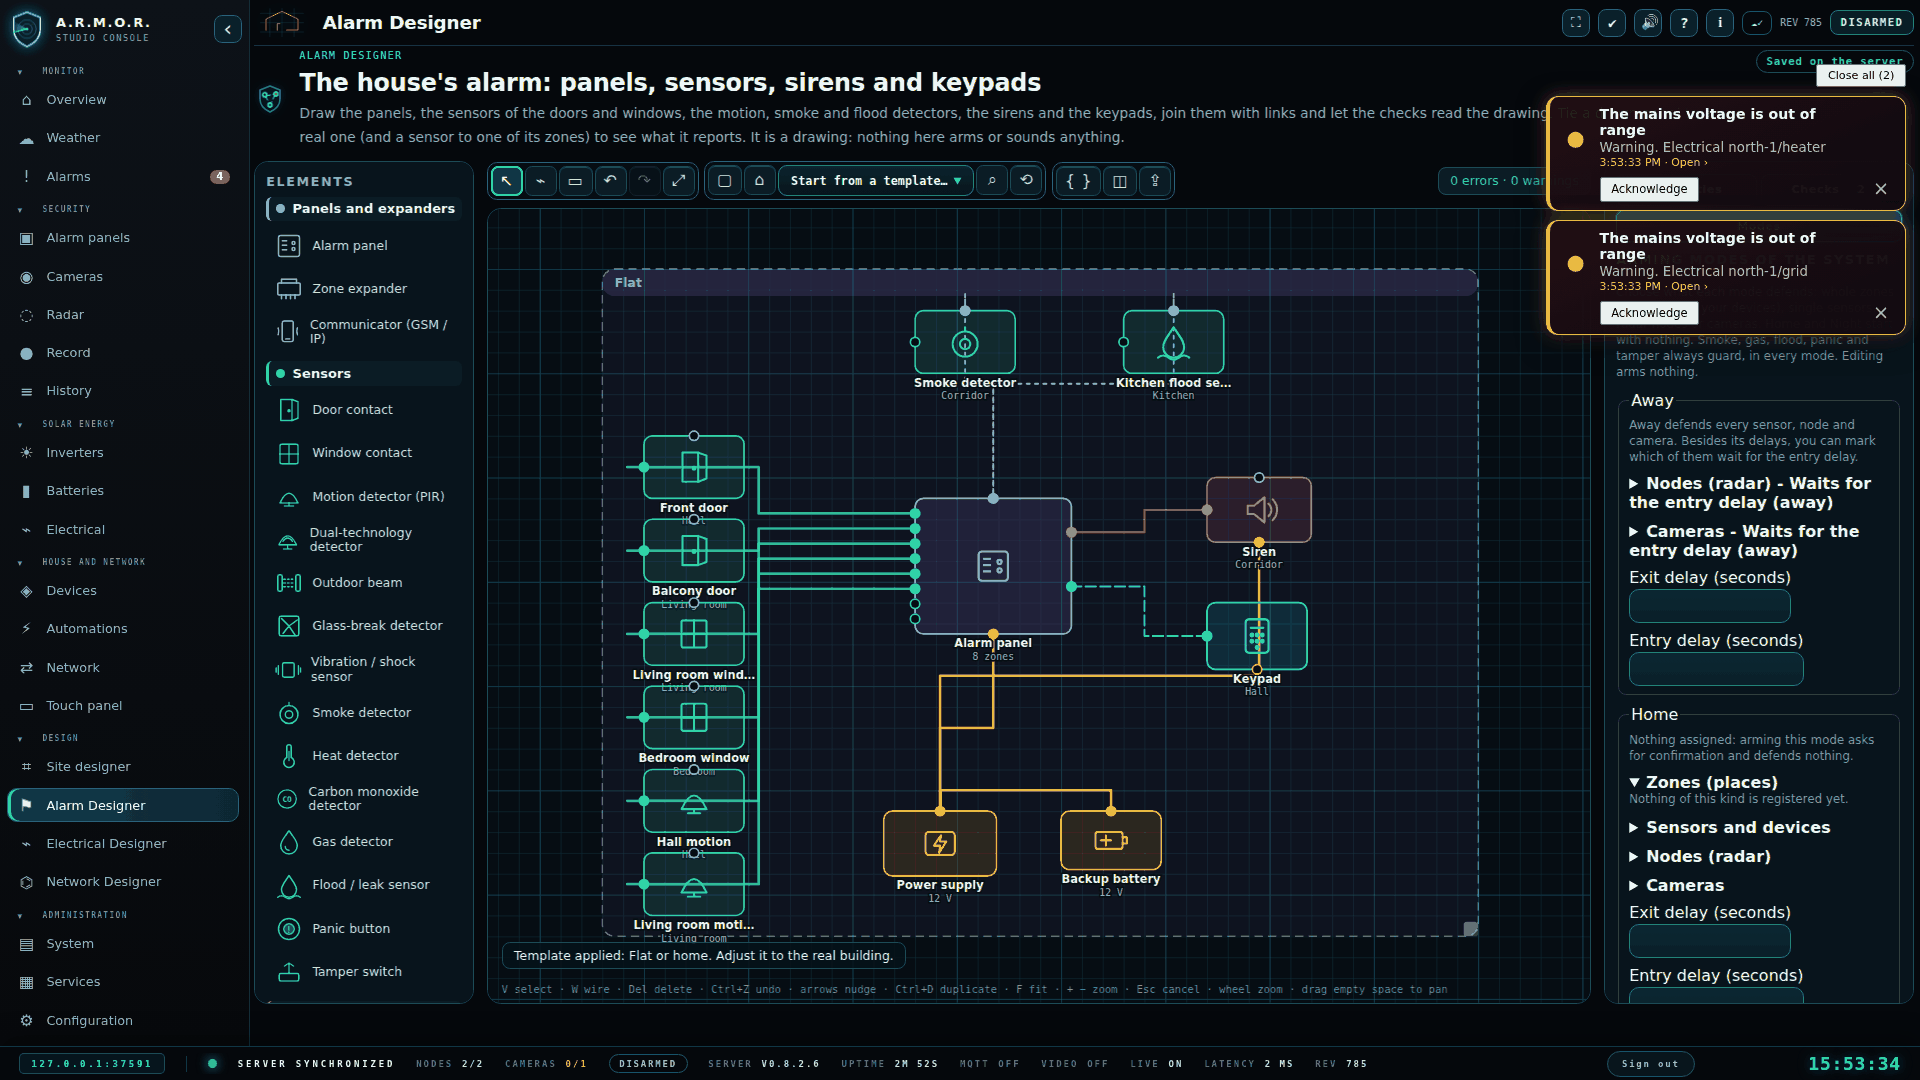 A.R.M.O.R.
STUDIO CONSOLE
MONITOR
Overview
Weather
Alarms 4
SECURITY
Alarm panels
Cameras
Radar
Record
History
SOLAR ENERGY
Inverters
Batteries
Electrical
HOUSE AND NETWORK
Devices
Automations
Network
Touch panel
DESIGN
Site designer
Alarm Designer
Electrical Designer
Network Designer
ADMINISTRATION
System
Services
Configuration
Alarm Designer
REV 785
DISARMED
ALARM DESIGNER
The house's alarm: panels, sensors, sirens and keypads
Draw the panels, the sensors of the doors and windows, the motion, smoke and flood detectors, the sirens and the keypads, join them with links and let the checks read the drawing.
real one (and a sensor to one of its zones) to see what it reports. It is a drawing: nothing here arms or sounds anything.
Saved on the server
Close all (2)
The mains voltage is out of
range
Warning. Electrical north-1/heater
3:53:33 PM · Open ›
Acknowledge
The mains voltage is out of
range
Warning. Electrical north-1/grid
3:53:33 PM · Open ›
Acknowledge
ELEMENTS
Panels and expanders
Alarm panel
Zone expander
Communicator (GSM /
IP)
Sensors
Door contact
Window contact
Motion detector (PIR)
Dual-technology
detector
Outdoor beam
Glass-break detector
Vibration / shock
sensor
Smoke detector
Heat detector
Carbon monoxide
detector
Gas detector
Flood / leak sensor
Panic button
Tamper switch
Start from a template…
0 errors · 0
Flat
Smoke detector
Corridor
Kitchen flood se…
Kitchen
Front door
Hall
Balcony door
Living room
Living room wind…
Living room
Bedroom window
Bedroom
Hall motion
Hall
Living room moti…
Living room
Alarm panel
8 zones
Siren
Corridor
Keypad
Hall
Power supply
12 V
Backup battery
12 V
Template applied: Flat or home. Adjust it to the real building.
V select · W wire · Del delete · Ctrl+Z undo · arrows nudge · Ctrl+D duplicate · F fit · + − zoom · Esc cancel · wheel zoom · drag empty space to pan
with nothing. Smoke, gas, flood, panic and
tamper always guard, in every mode. Editing
arms nothing.
Away
Away defends every sensor, node and
camera. Besides its delays, you can mark
which of them wait for the entry delay.
Nodes (radar) - Waits for
the entry delay (away)
Cameras - Waits for the
entry delay (away)
Exit delay (seconds)
Entry delay (seconds)
Home
Nothing assigned: arming this mode asks
for confirmation and defends nothing.
Zones (places)
Nothing of this kind is registered yet.
Sensors and devices
Nodes (radar)
Cameras
Exit delay (seconds)
Entry delay (seconds)
127.0.0.1:37591
SERVER SYNCHRONIZED
NODES 2/2
CAMERAS 0/1
DISARMED
SERVER V0.8.2.6
UPTIME 2M 52S
MQTT OFF
VIDEO OFF
LIVE ON
LATENCY 2 MS
REV 785
Sign out
15:53:34